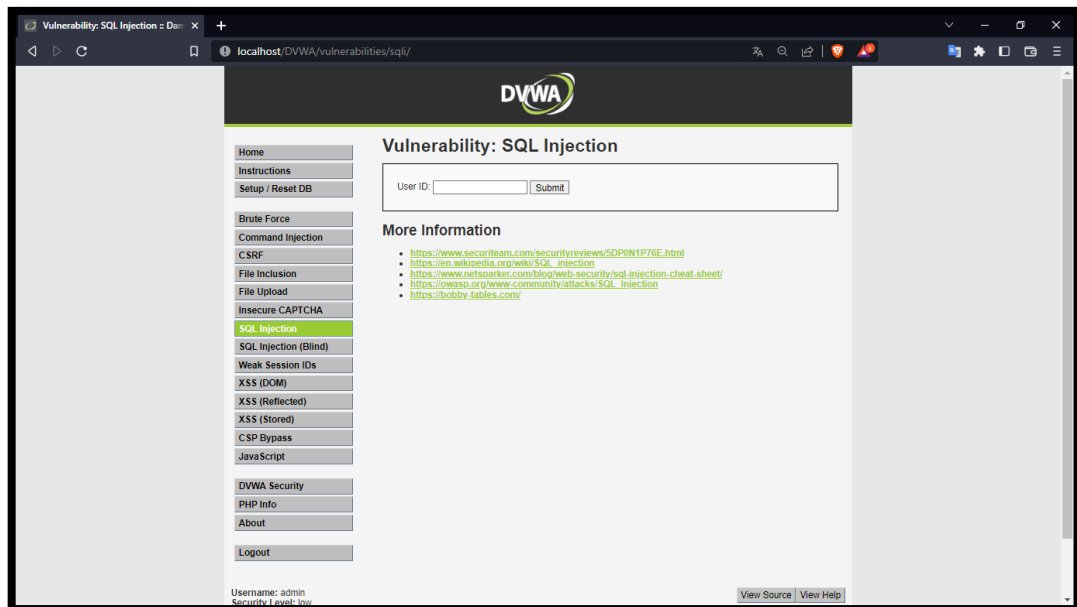 Vulnerability: SQL Injection :: Dam
localhost/DVWA/vulnerabilities/sqli/
DVWA
Home
Instructions
Setup / Reset DB
Brute Force
Command Injection
CSRF
File Inclusion
File Upload
Insecure CAPTCHA
SQL Injection
SQL Injection (Blind)
Weak Session IDs
XSS (DOM)
XSS (Reflected)
XSS (Stored)
CSP Bypass
JavaScript
DVWA Security
PHP Info
About
Logout
Vulnerability: SQL Injection
User ID: Submit
More Information
https://www.securiteam.com/securityreviews/5DP0N1P76E.html
https://en.wikipedia.org/wiki/SQL_injection
https://www.netsparker.com/blog/web-security/sql-injection-cheat-sheet/
https://owasp.org/www-community/attacks/SQL_Injection
https://bobby-tables.com/
Username: admin
Security Level: low
View Source View Help